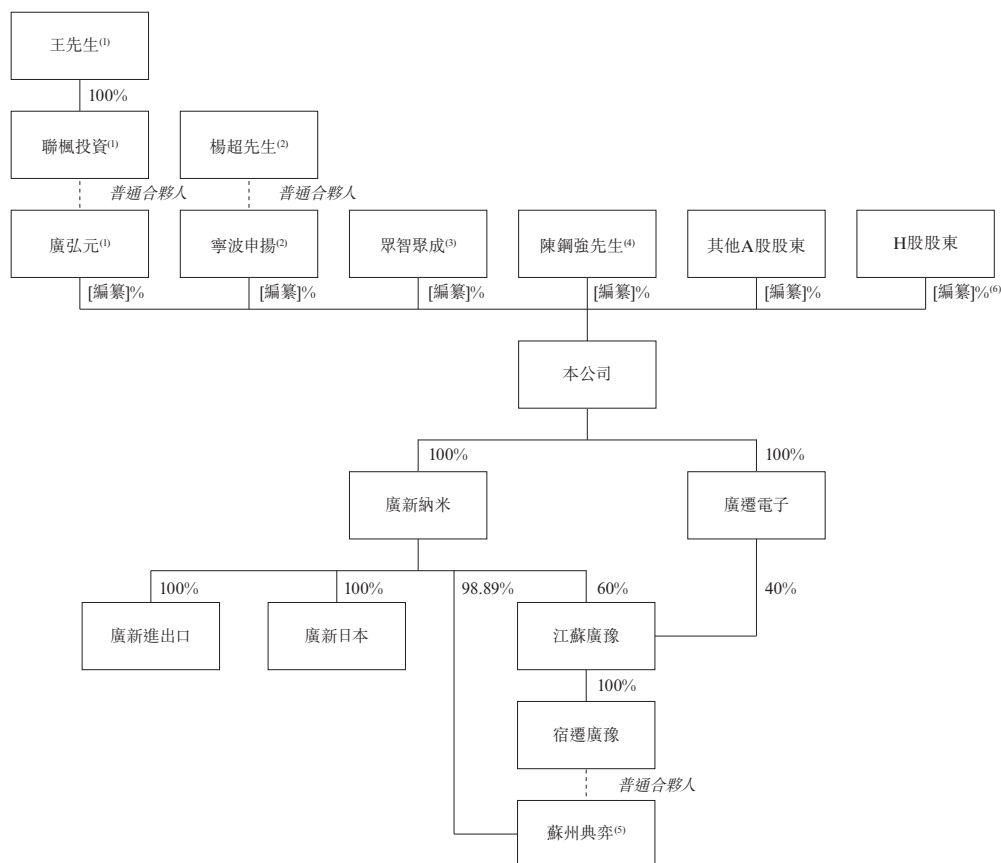 王先生(1)
100%
聯楓投資(1)
楊超先生(2)
普通合夥人
普通合夥人
廣弘元(1)
寧波申揚(2)
眾智聚成(3)
陳鋼強先生(4)
其他A股股東
H股股東
[編纂]%
[編纂]%
[編纂]%
[編纂]%
[編纂]%
[編纂]%(6)
本公司
100%
100%
廣新納米
廣遷電子
100%
100%
98.89%
60%
40%
廣新進出口
廣新日本
江蘇廣豫
100%
宿遷廣豫
普通合夥人
蘇州典弈(5)